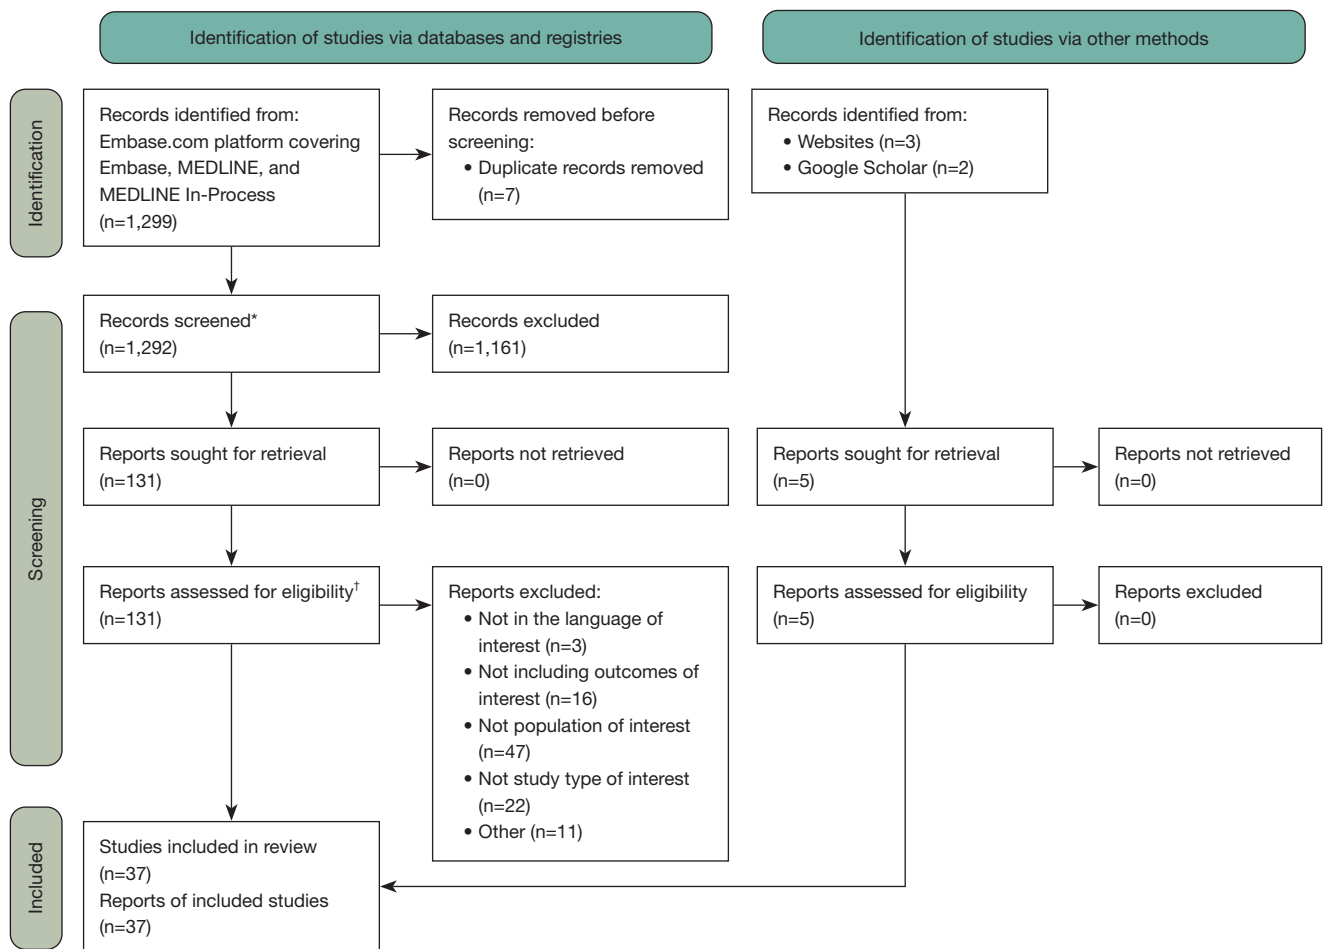 Identification of studies via databases and registries
Identification of studies via other methods
Identification
Records identified from:
Embase.com platform covering
Embase, MEDLINE, and
MEDLINE In-Process
(n=1,299)
Records removed before
screening:
• Duplicate records removed
(n=7)
Records identified from:
• Websites (n=3)
• Google Scholar (n=2)
Screening
Records screened*
(n=1,292)
Records excluded
(n=1,161)
Reports sought for retrieval
(n=131)
Reports not retrieved
(n=0)
Reports sought for retrieval
(n=5)
Reports not retrieved
(n=0)
Reports assessed for eligibility†
(n=131)
Reports excluded:
• Not in the language of
interest (n=3)
• Not including outcomes of
interest (n=16)
• Not population of interest
(n=47)
• Not study type of interest
(n=22)
• Other (n=11)
Reports assessed for eligibility
(n=5)
Reports excluded
(n=0)
Included
Studies included in review
(n=37)
Reports of included studies
(n=37)